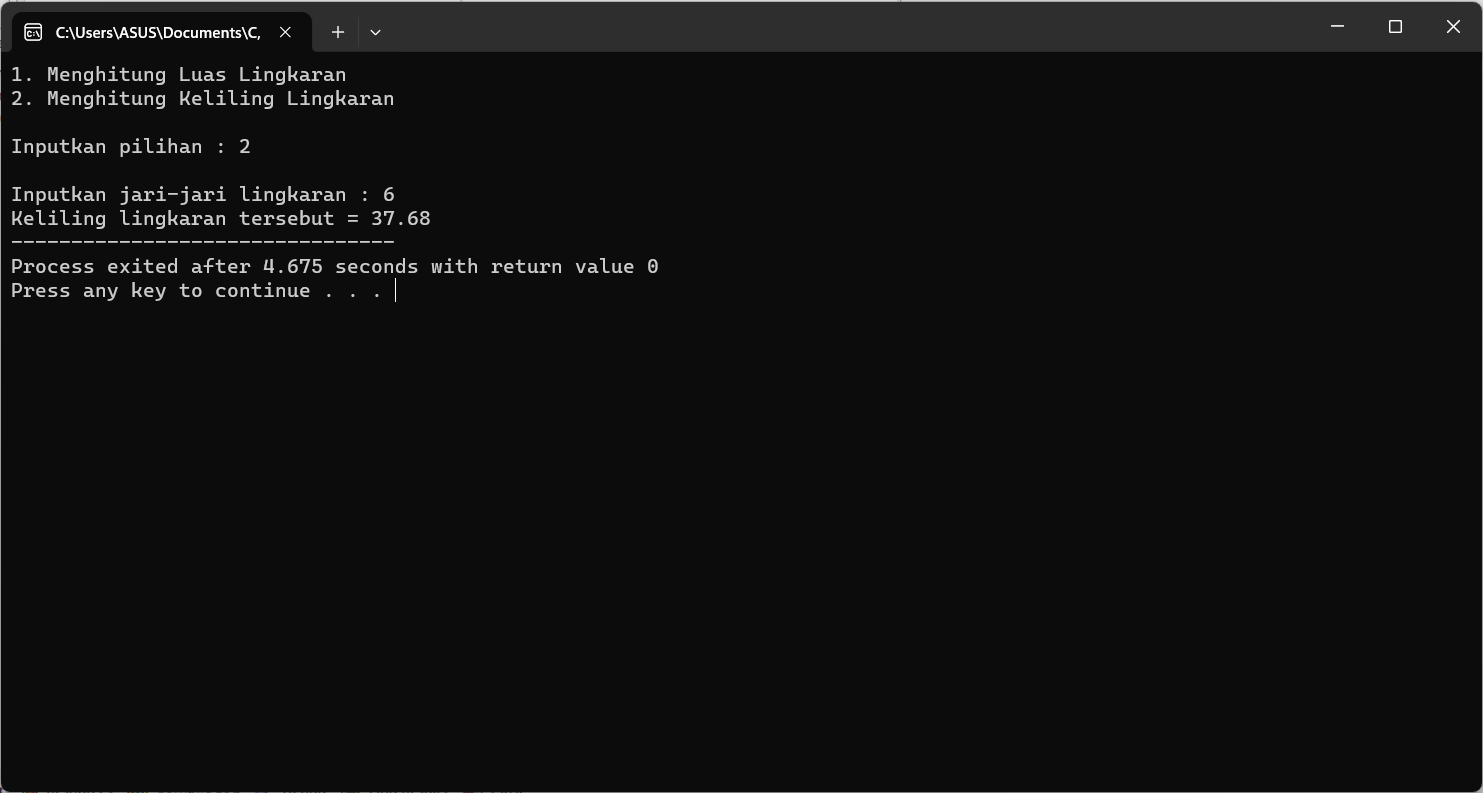 C:\Users\ASUS\Documents\C,
1. Menghitung Luas Lingkaran
2. Menghitung Keliling Lingkaran
Inputkan pilihan : 2
Inputkan jari-jari lingkaran : 6
Keliling lingkaran tersebut = 37.68
--------------------------------
Process exited after 4.675 seconds with return value 0
Press any key to continue . . .